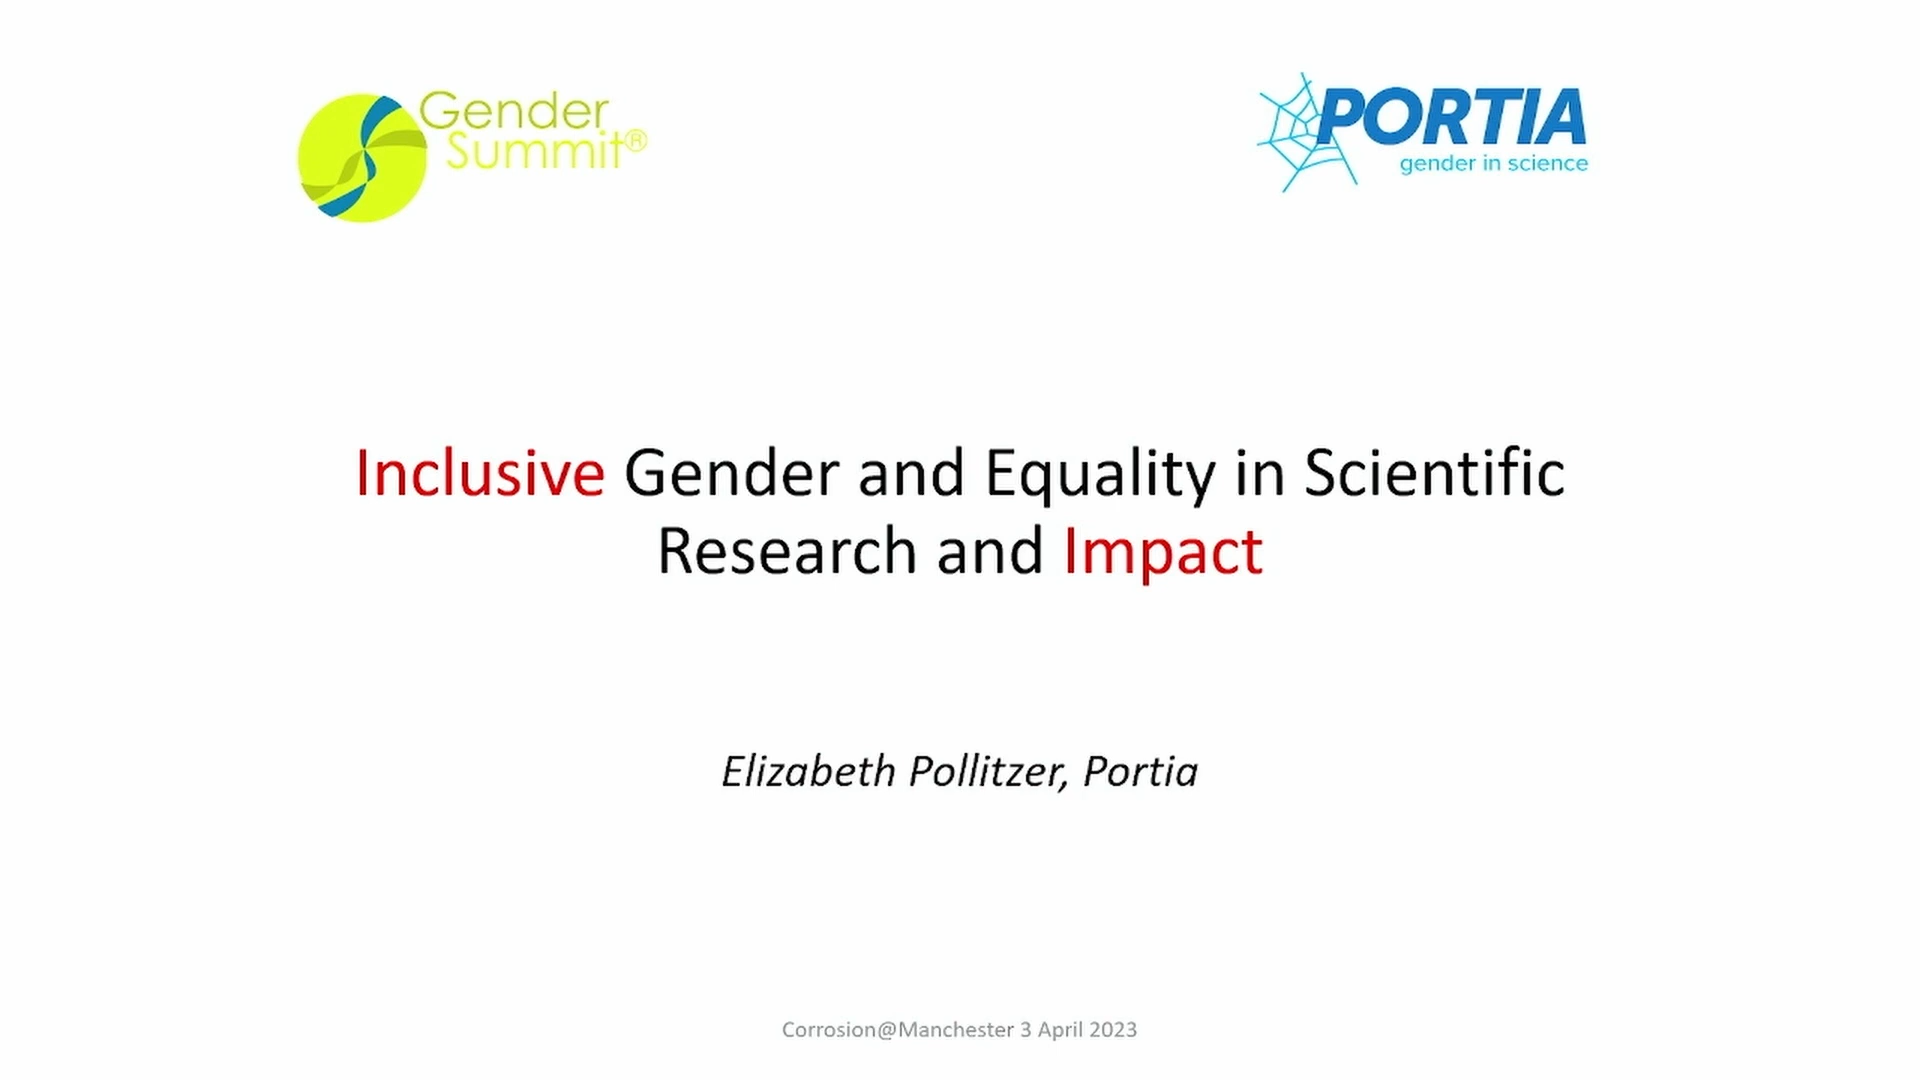 Gender
Summit®
PORTIA
gender in science
Inclusive Gender and Equality in Scientific
Research and Impact
Elizabeth Pollitzer, Portia
Corrosion@Manchester 3 April 2023